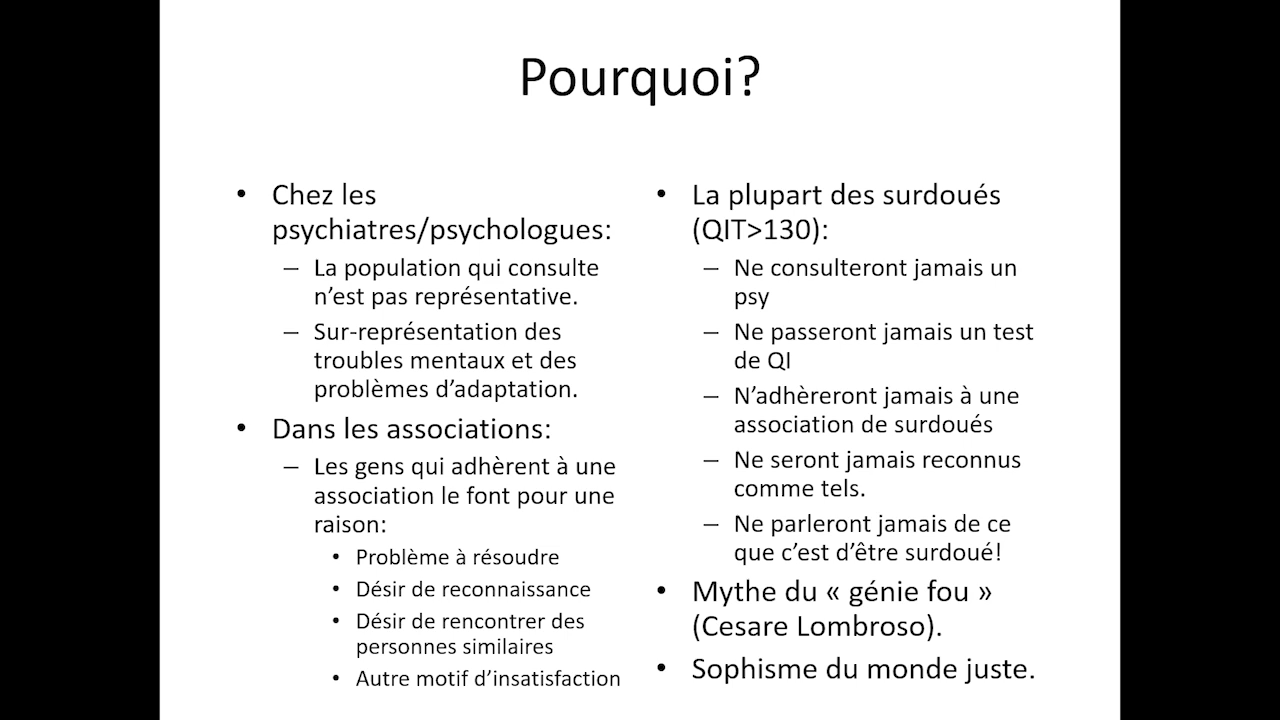 Pourquoi?
• Chez les
psychiatres/psychologues:
– La population qui consulte
n’est pas représentative.
– Sur-représentation des
troubles mentaux et des
problèmes d’adaptation.
• Dans les associations:
– Les gens qui adhèrent à une
association le font pour une
raison:
• Problème à résoudre
• Désir de reconnaissance
• Désir de rencontrer des
personnes similaires
• Autre motif d’insatisfaction
• La plupart des surdoués
(QIT>130):
– Ne consulteront jamais un
psy
– Ne passeront jamais un test
de QI
– N’adhèreront jamais à une
association de surdoués
– Ne seront jamais reconnus
comme tels.
– Ne parleront jamais de ce
que c’est d’être surdoué!
• Mythe du « génie fou »
(Cesare Lombroso).
• Sophisme du monde juste.